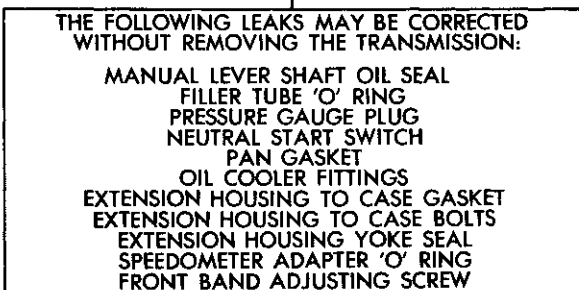 THE FOLLOWING LEAKS MAY BE CORRECTED
WITHOUT REMOVING THE TRANSMISSION:
MANUAL LEVER SHAFT OIL SEAL
FILLER TUBE 'O' RING
PRESSURE GAUGE PLUG
NEUTRAL START SWITCH
PAN GASKET
OIL COOLER FITTINGS
EXTENSION HOUSING TO CASE GASKET
EXTENSION HOUSING TO CASE BOLTS
EXTENSION HOUSING YOKE SEAL
SPEEDOMETER ADAPTER 'O' RING
FRONT BAND ADJUSTING SCREW